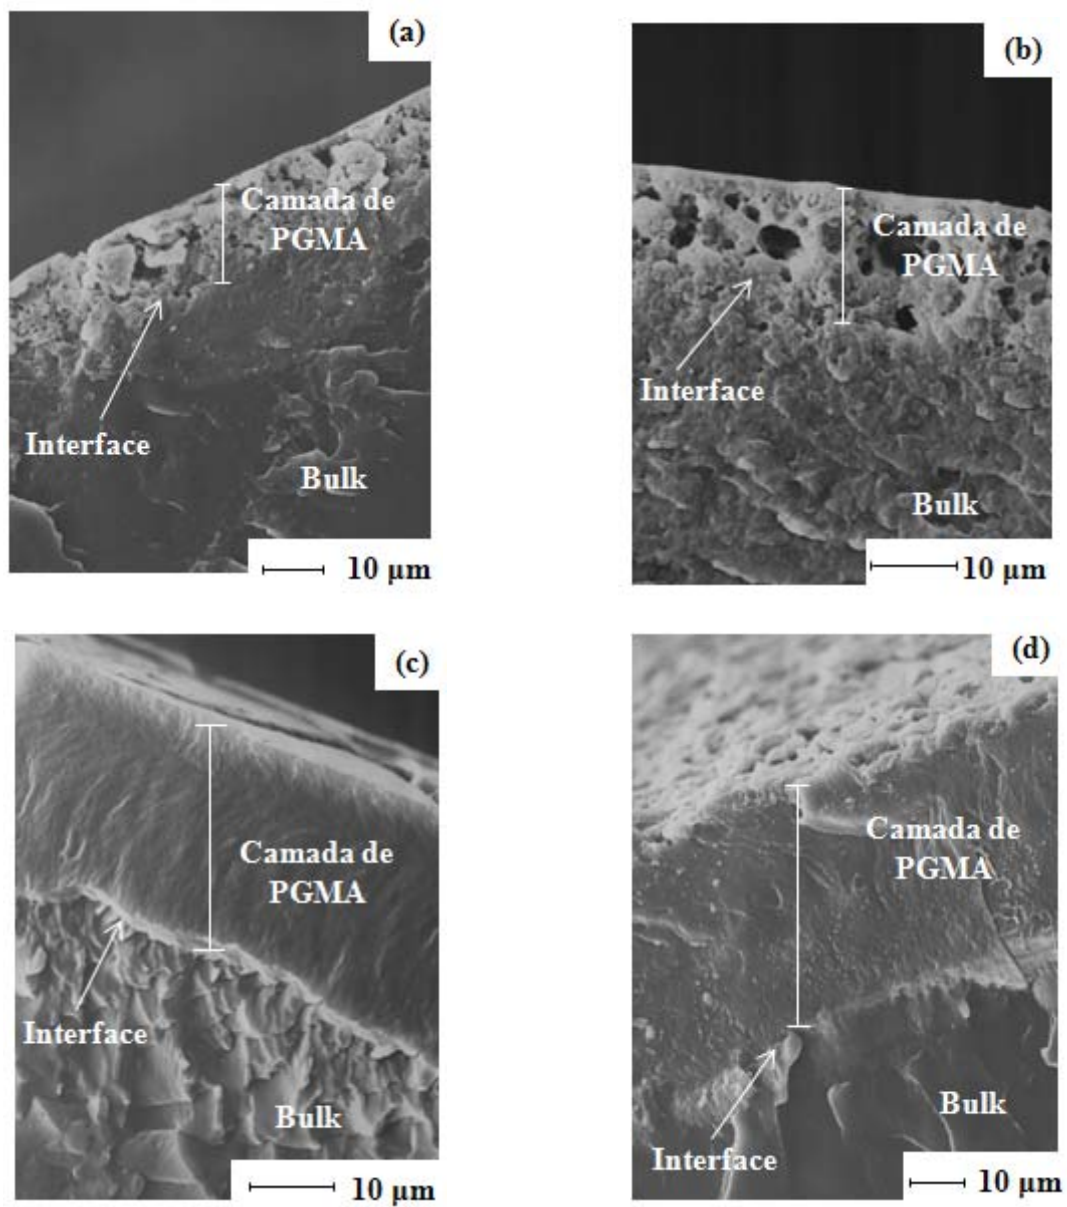 (a)
Camada de
PGMA
Interface
Bulk
10 µm
(b)
Camada de
PGMA
Interface
Bulk
10 µm
(c)
Camada de
PGMA
Interface
Bulk
10 µm
(d)
Camada de
PGMA
Bulk
Interface
10 µm